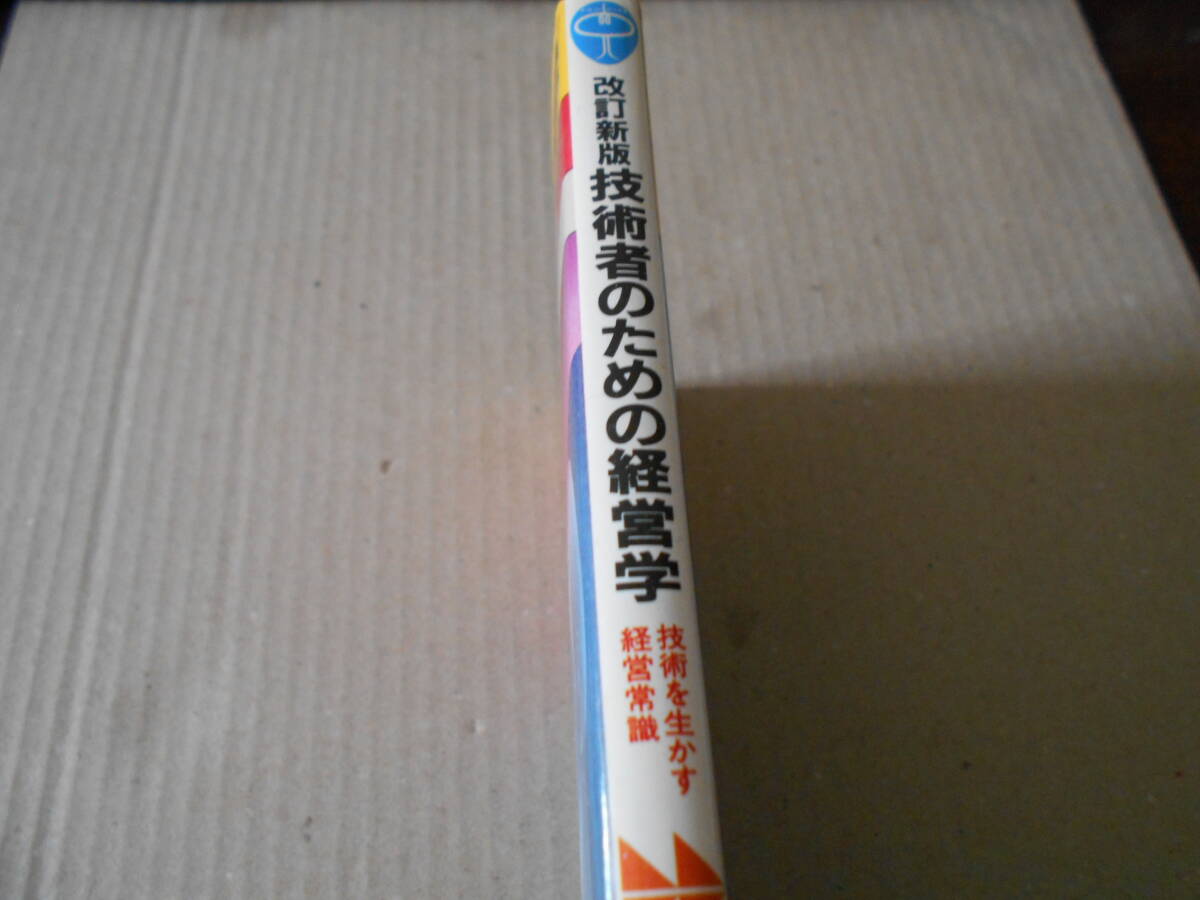 改訂新版
技術者のための経営学
技術を生かす
経営常識